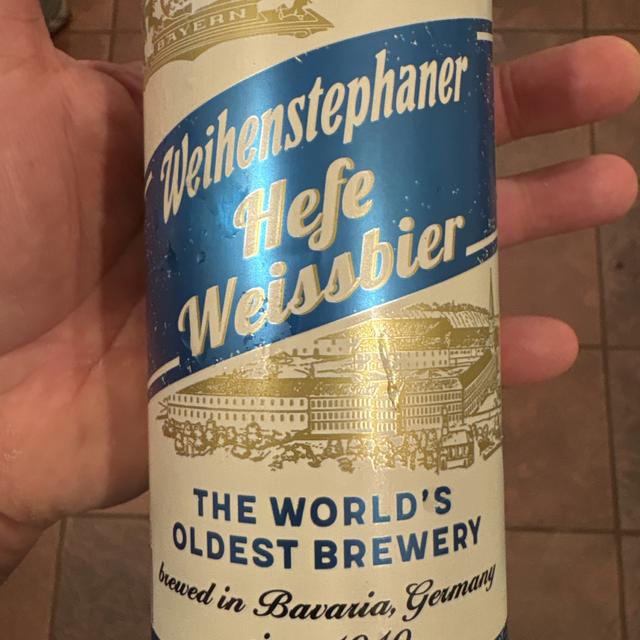 BAYERN
Weihenstephaner
Hefe
Weissbier
THE WORLD'S
OLDEST BREWERY
brewed in Bavaria, Germany